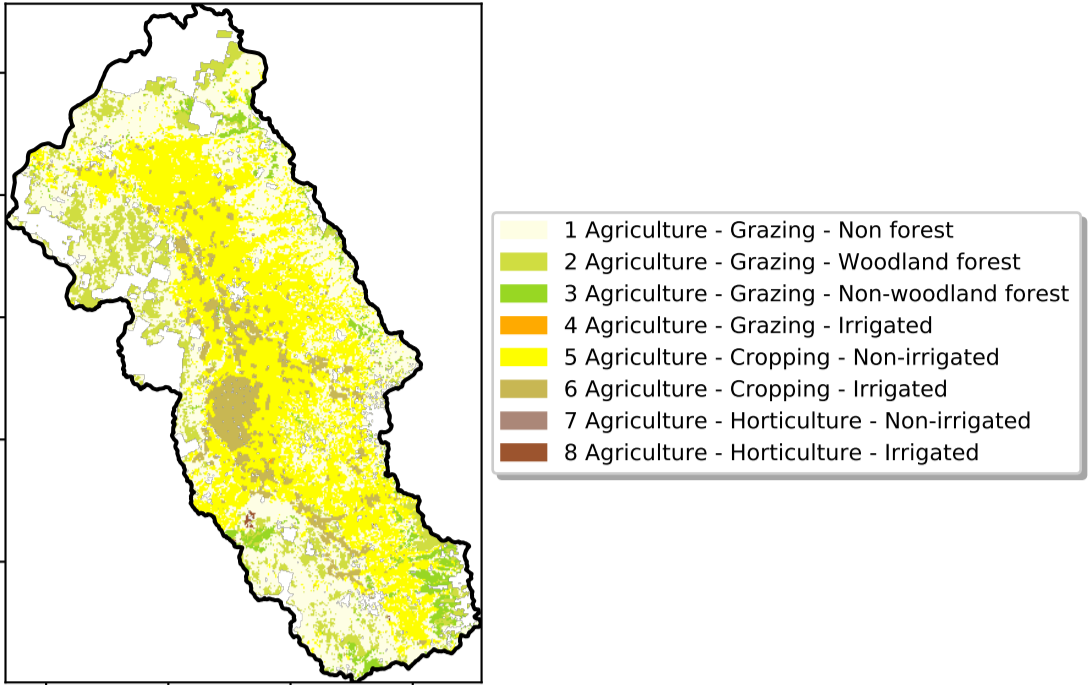 1 Agriculture - Grazing - Non forest
2 Agriculture - Grazing - Woodland forest
3 Agriculture - Grazing - Non-woodland forest
4 Agriculture - Grazing - Irrigated
5 Agriculture - Cropping - Non-irrigated
6 Agriculture - Cropping - Irrigated
7 Agriculture - Horticulture - Non-irrigated
8 Agriculture - Horticulture - Irrigated